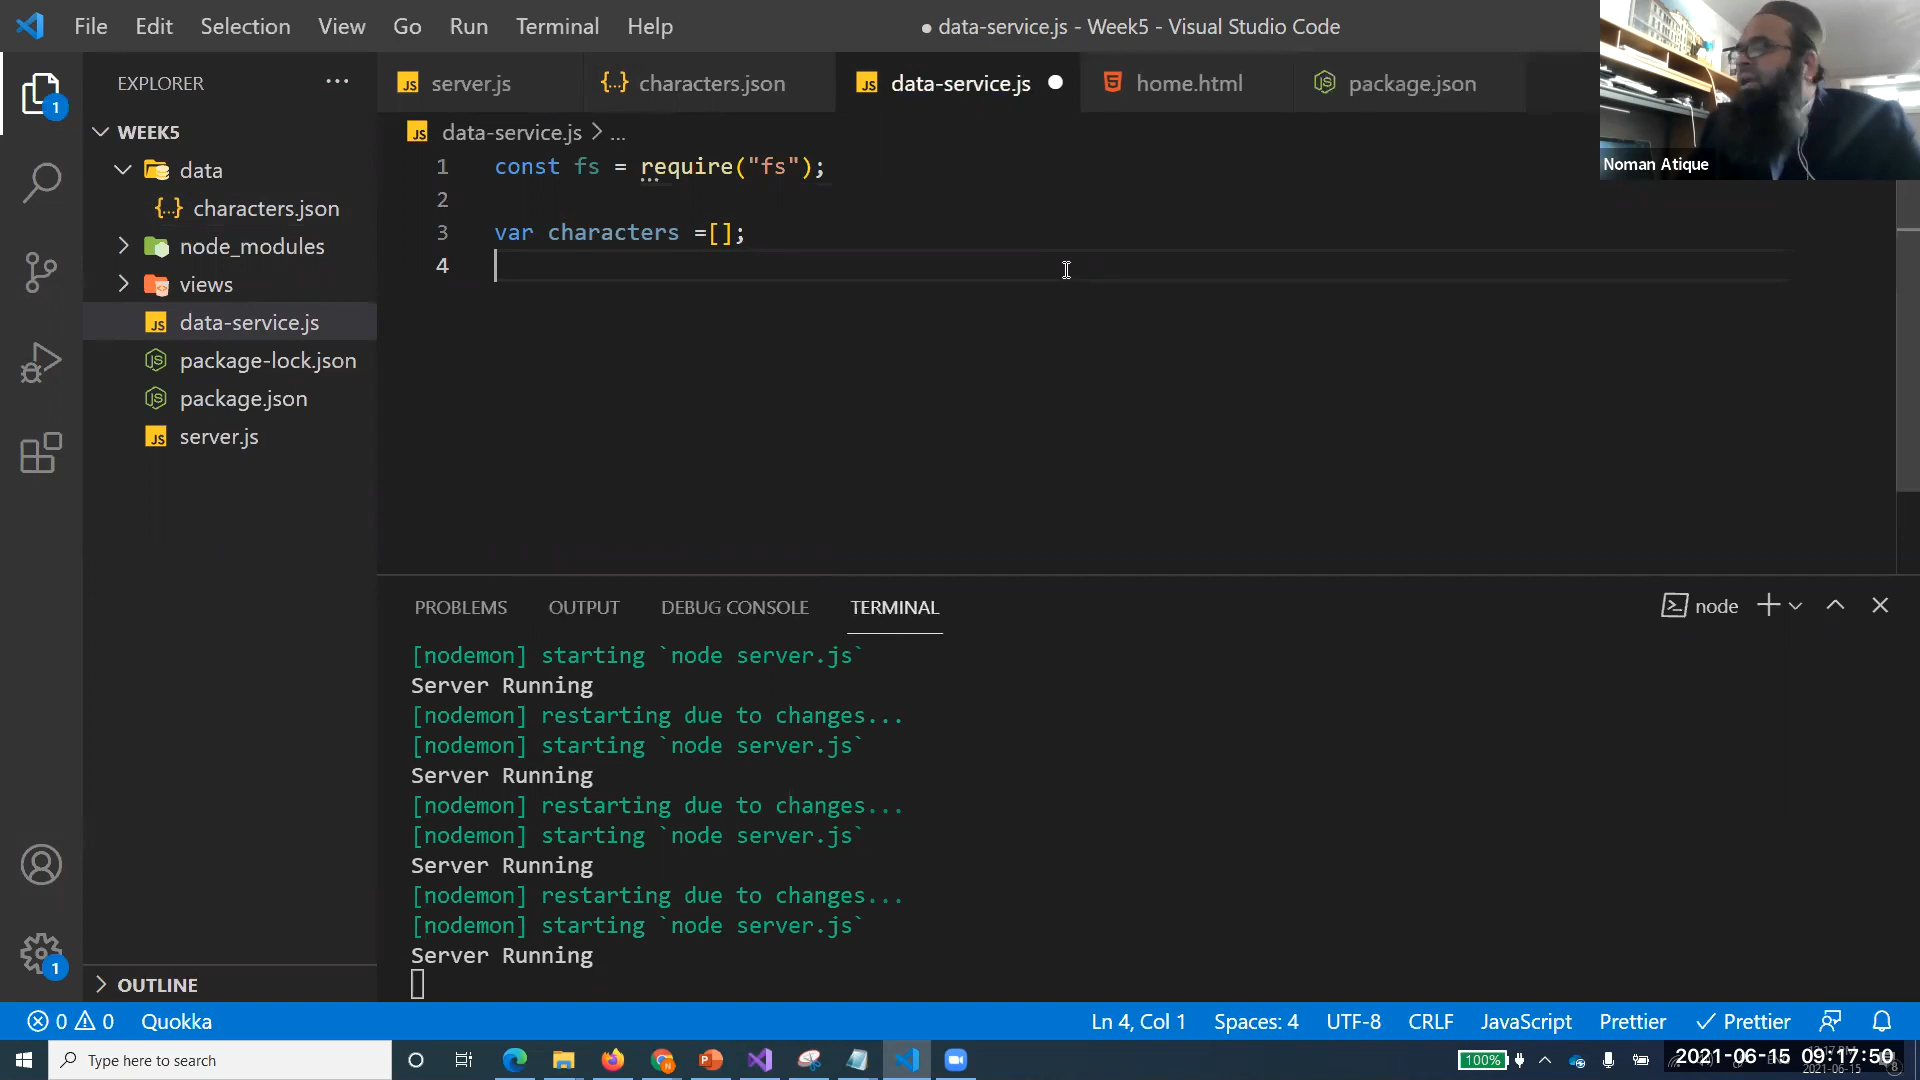 File Edit Selection View Go Run Terminal Help
● data-service.js - Week5 - Visual Studio Code
Noman Atique
EXPLORER ...
1
WEEK5
data
characters.json
node_modules
views
data-service.js
package-lock.json
package.json
server.js
OUTLINE
1
server.js
characters.json
data-service.js
home.html
package.json
data-service.js > ...
1 const fs = require("fs");
2
3 var characters =[];
4
PROBLEMS OUTPUT DEBUG CONSOLE TERMINAL
node
[nodemon] starting `node server.js`
Server Running
[nodemon] restarting due to changes...
[nodemon] starting `node server.js`
Server Running
[nodemon] restarting due to changes...
[nodemon] starting `node server.js`
Server Running
[nodemon] restarting due to changes...
[nodemon] starting `node server.js`
Server Running
0 0 Quokka
Ln 4, Col 1 Spaces: 4 UTF-8 CRLF JavaScript Prettier Prettier
Type here to search
100%
2021-06-15 09:17:50
2021-06-15